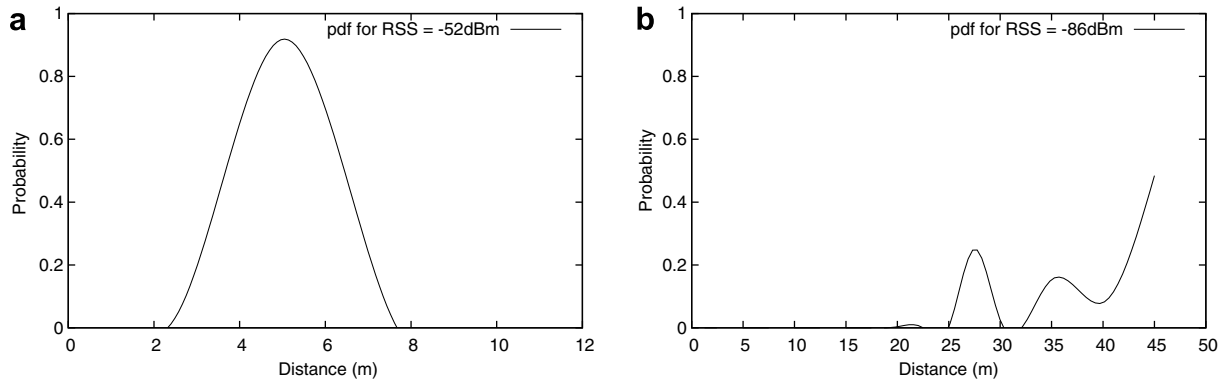 a
pdf for RSS = -52dBm
1
0.8
0.6
0.4
0.2
0
Probability
0 2 4 6 8 10 12
Distance (m)
b
pdf for RSS = -86dBm
1
0.8
0.6
0.4
0.2
0
Probability
0 5 10 15 20 25 30 35 40 45 50
Distance (m)